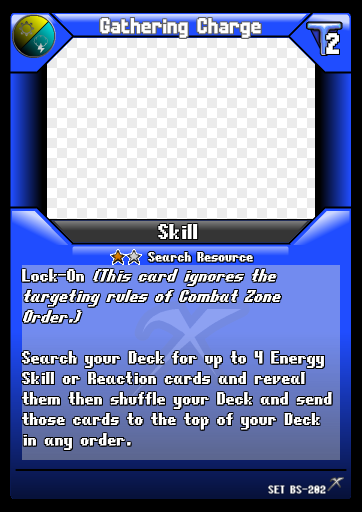 Gathering Charge
2
Skill
Search Resource
Lock-On (This card ignores the
targeting rules of Combat Zone
Order.)
Search your Deck for up to 4 Energy
Skill or Reaction cards and reveal
them then shuffle your Deck and send
those cards to the top of your Deck
in any order.
SET BS-202